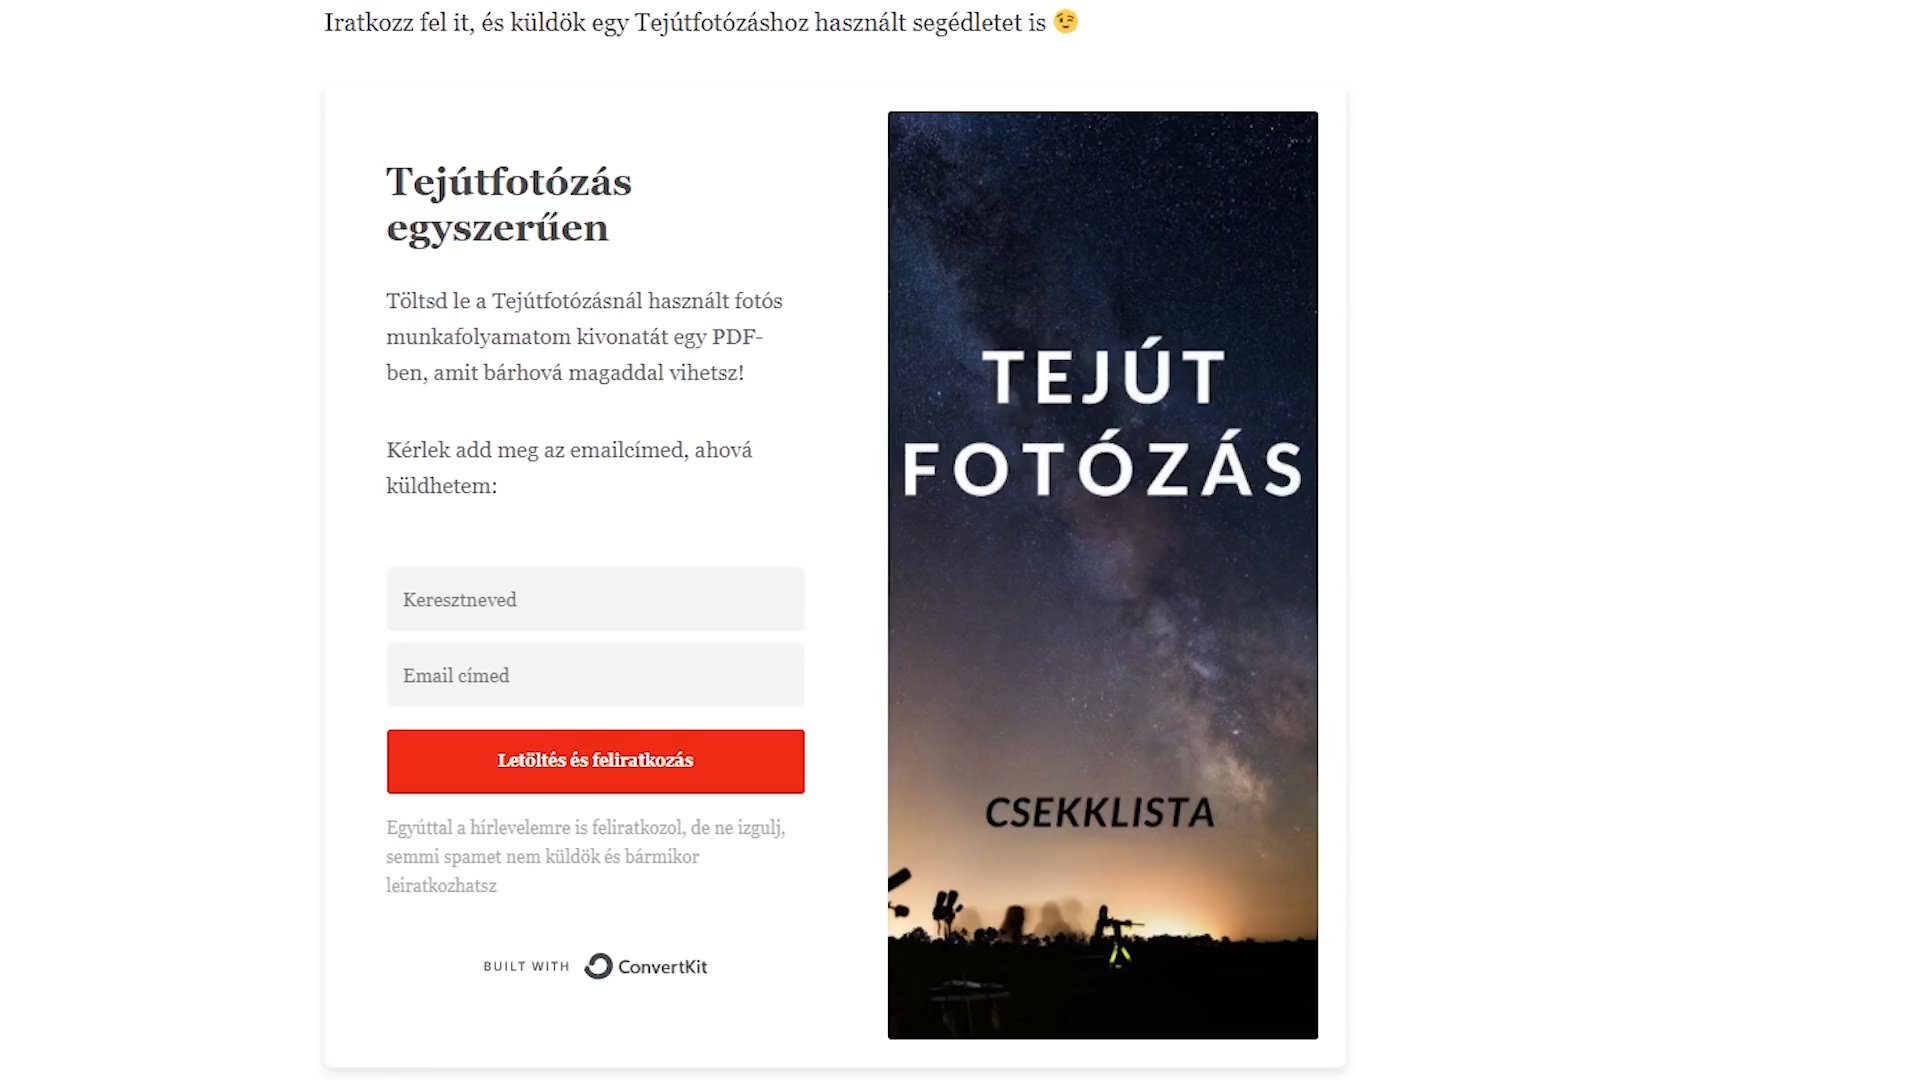 Iratkozz fel it, és küldök egy Tejútfotózáshoz használt segédletet is 😉
Tejútfotózás
egyszerűen
Töltsd le a Tejútfotózásnál használt fotós
munkafolyamatom kivonatát egy PDF-
ben, amit bárhová magaddal vihetsz!
Kérlek add meg az emailcímed, ahová
küldhetem:
Keresztneved
Email címed
Letöltés és feliratkozás
Egyúttal a hírlevelemre is feliratkozol, de ne izgulj,
semmi spamet nem küldök és bármikor
leiratkozhatsz
BUILT WITH ConvertKit
TEJÚT
FOTÓZÁS
CSEKKLISTA